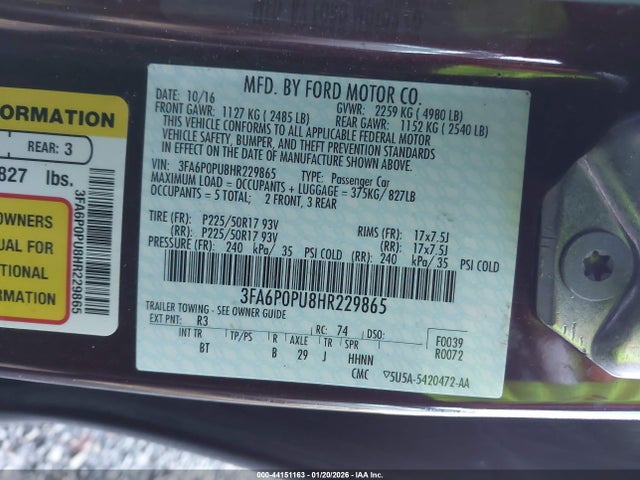 ORMATION
REAR: 3
827 lbs.
OWNERS
UAL FOR
TIONAL
MATION
3FA6P0PU8HR229865
MFD. BY FORD MOTOR CO.
DATE: 10/16
GVWR: 2259 KG ( 4980 LB)
FRONT GAWR: 1127 KG ( 2485 LB)
REAR GAWR: 1152 KG ( 2540 LB)
THIS VEHICLE CONFORMS TO ALL APPLICABLE FEDERAL MOTOR
VEHICLE SAFETY, BUMPER, AND THEFT PREVENTION STANDARDS
IN EFFECT ON THE DATE OF MANUFACTURE SHOWN ABOVE.
VIN: 3FA6P0PU8HR229865 TYPE: Passenger Car
MAXIMUM LOAD = OCCUPANTS + LUGGAGE = 375KG/ 827LB
OCCUPANTS = 5 TOTAL: 2 FRONT, 3 REAR
TIRE (FR): P225/50R17 93V RIMS (FR): 17x7.5J
(RR): P225/50R17 93V (RR): 17x7.5J
PRESSURE (FR): 240 kPa/ 35 PSI COLD (RR): 240 kPa/ 35 PSI COLD
3FA6P0PU8HR229865
TRAILER TOWING - SEE OWNER GUIDE
EXT PNT: R3 RC: 74 DSO: F0039
INT TR TP/PS R AXLE TR SPR R0072
BT B 29 J HHNN
CMC ▽5U5A-5420472-AA
000-44151163 - 01/20/2026 - IAA Inc.